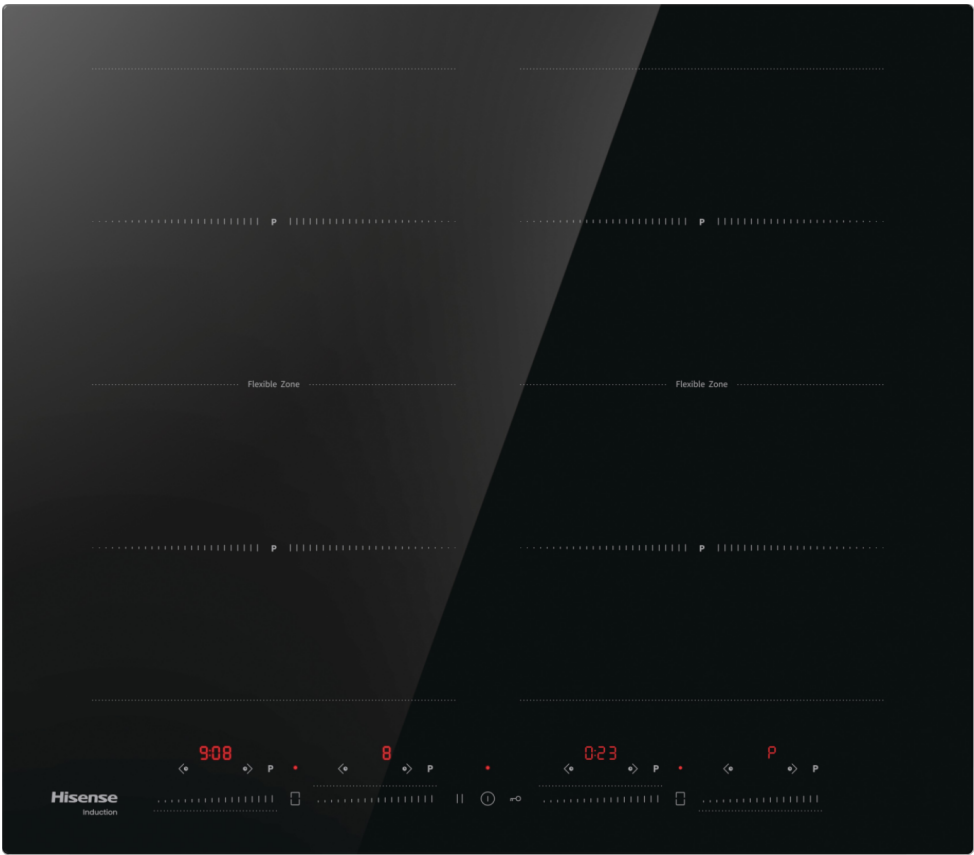 P P
Flexible Zone Flexible Zone
P P
9:08 8 0:23 P
P P P P
Hisense
Induction